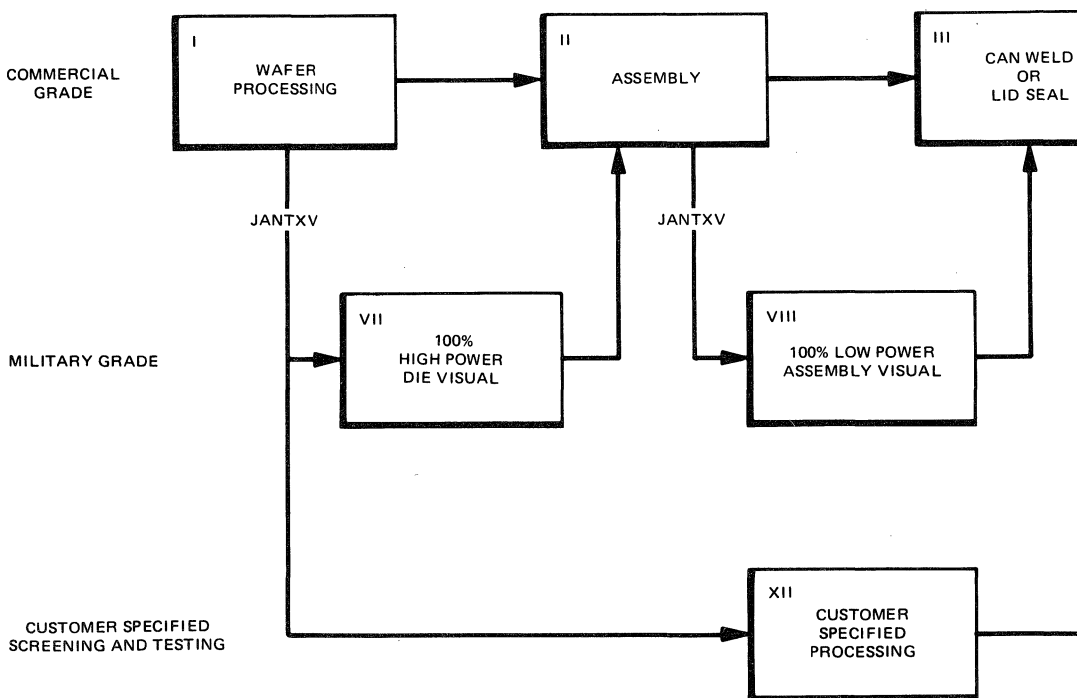 COMMERCIAL
GRADE
I
WAFER
PROCESSING
II
ASSEMBLY
III
CAN WELD
OR
LID SEAL
JANTXV
JANTXV
MILITARY GRADE
VII
100%
HIGH POWER
DIE VISUAL
VIII
100% LOW POWER
ASSEMBLY VISUAL
CUSTOMER SPECIFIED
SCREENING AND TESTING
XII
CUSTOMER
SPECIFIED
PROCESSING